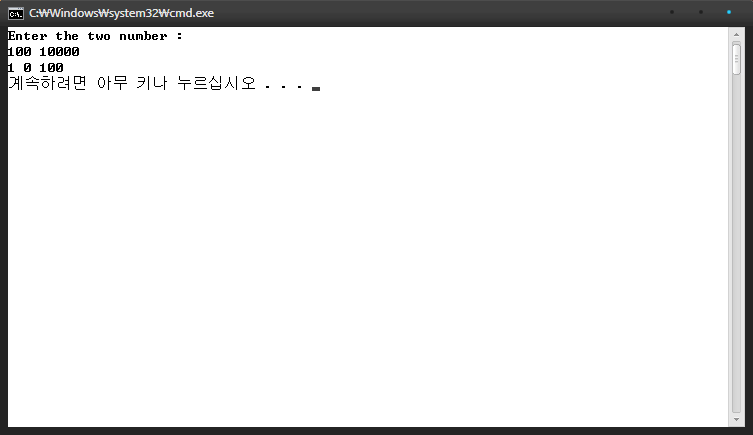 C:₩Windows₩system32₩cmd.exe
Enter the two number :
100 10000
1 0 100
계속하려면 아무 키나 누르십시오 . . .